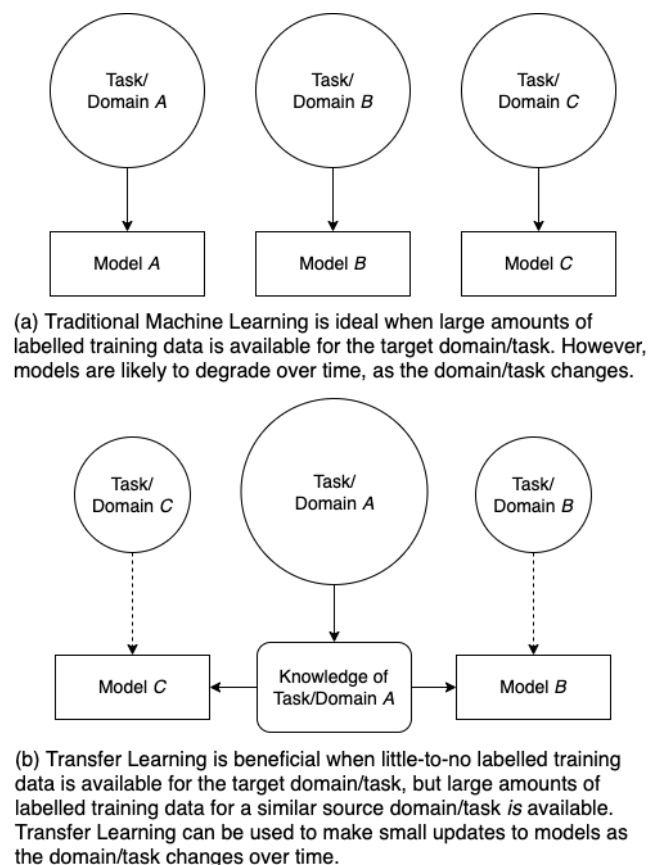 Task/
Domain A
Task/
Domain B
Task/
Domain C
Model A
Model B
Model C
(a) Traditional Machine Learning is ideal when large amounts of
labelled training data is available for the target domain/task. However,
models are likely to degrade over time, as the domain/task changes.
Task/
Domain C
Task/
Domain A
Task/
Domain B
Model C
Knowledge of
Task/Domain A
Model B
(b) Transfer Learning is beneficial when little-to-no labelled training
data is available for the target domain/task, but large amounts of
labelled training data for a similar source domain/task is available.
Transfer Learning can be used to make small updates to models as
the domain/task changes over time.